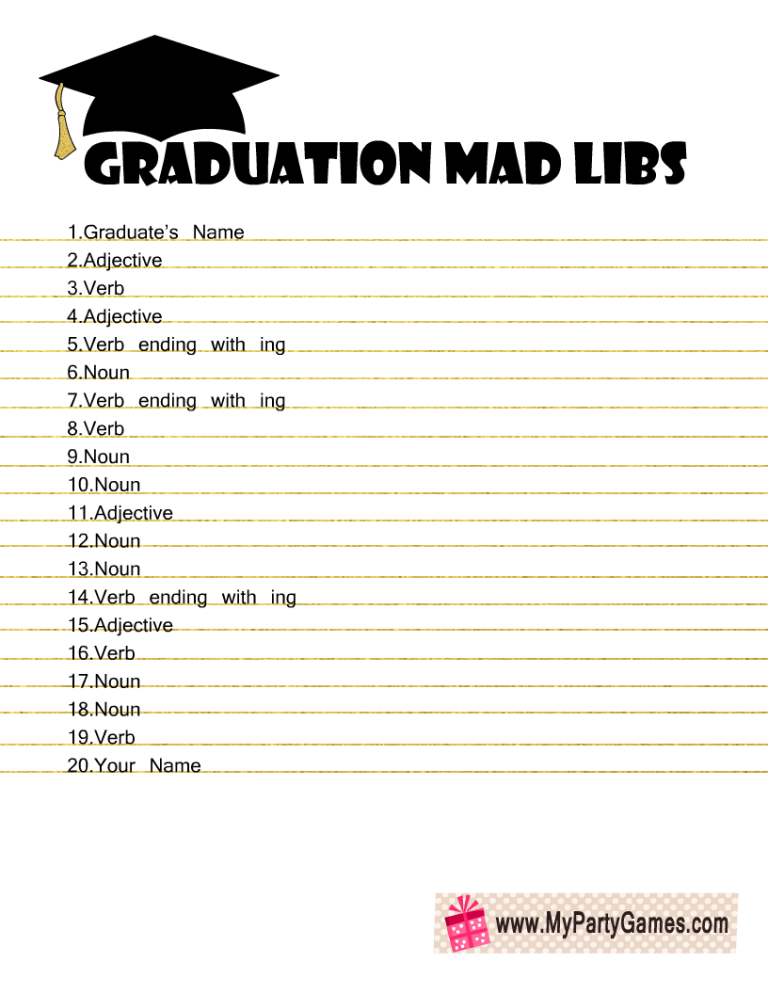 GRADUATION MAD LIBS
1.Graduate's Name
2.Adjective
3.Verb
4.Adjective
5.Verb ending with ing
6.Noun
7.Verb ending with ing
8.Verb
9.Noun
10.Noun
11.Adjective
12.Noun
13.Noun
14.Verb ending with ing
15.Adjective
16.Verb
17.Noun
18.Noun
19.Verb
20.Your Name
www.MyPartyGames.com